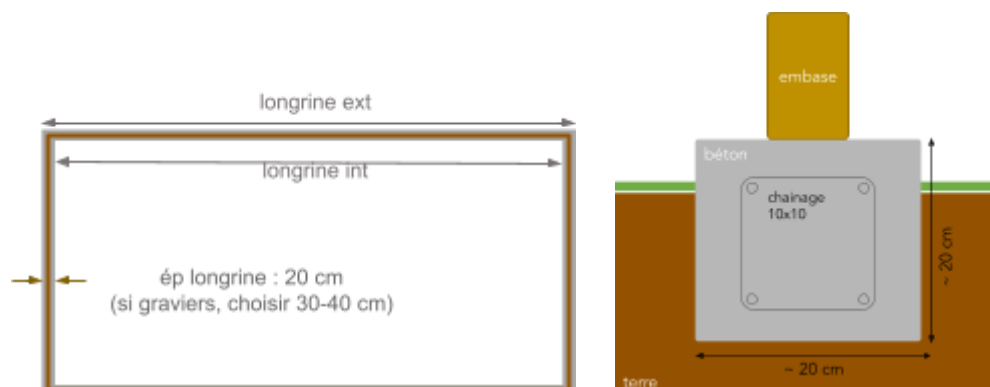 longrine ext
longrine int
ép longrine : 20 cm
(si graviers, choisir 30-40 cm)
embase
béton
chainage
10x10
~ 20 cm
~ 20 cm
terre